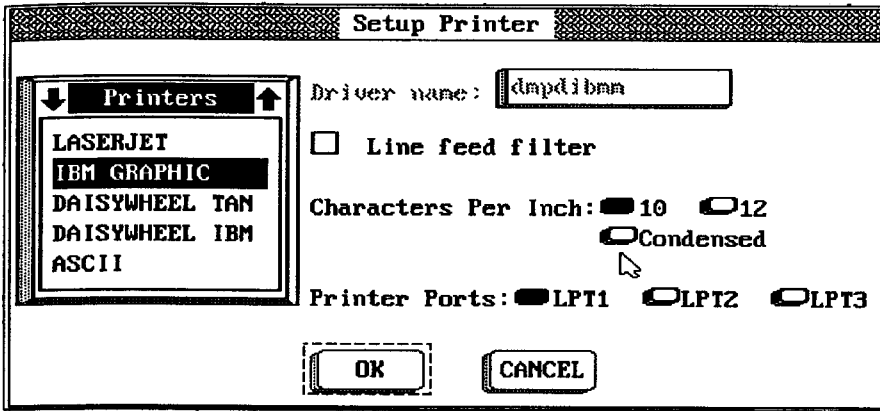 Setup Printer
Printers
LASERJET
IBM GRAPHIC
DAISYWHEEL TAN
DAISYWHEEL IBM
ASCII
Driver name: dmpdibmn
Line feed filter
Characters Per Inch: 10 12
Condensed
Printer Ports: LPT1 LPT2 LPT3
OK CANCEL